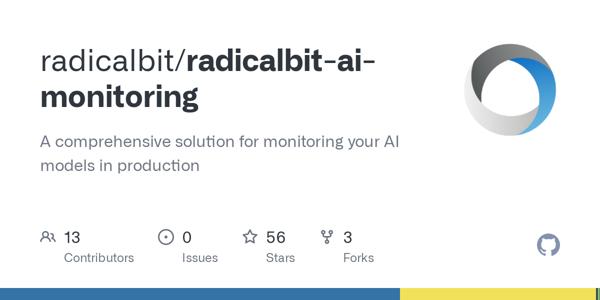 radicalbit/radicalbit-ai-
monitoring
A comprehensive solution for monitoring your AI
models in production
13 0 56 3
Contributors Issues Stars Forks